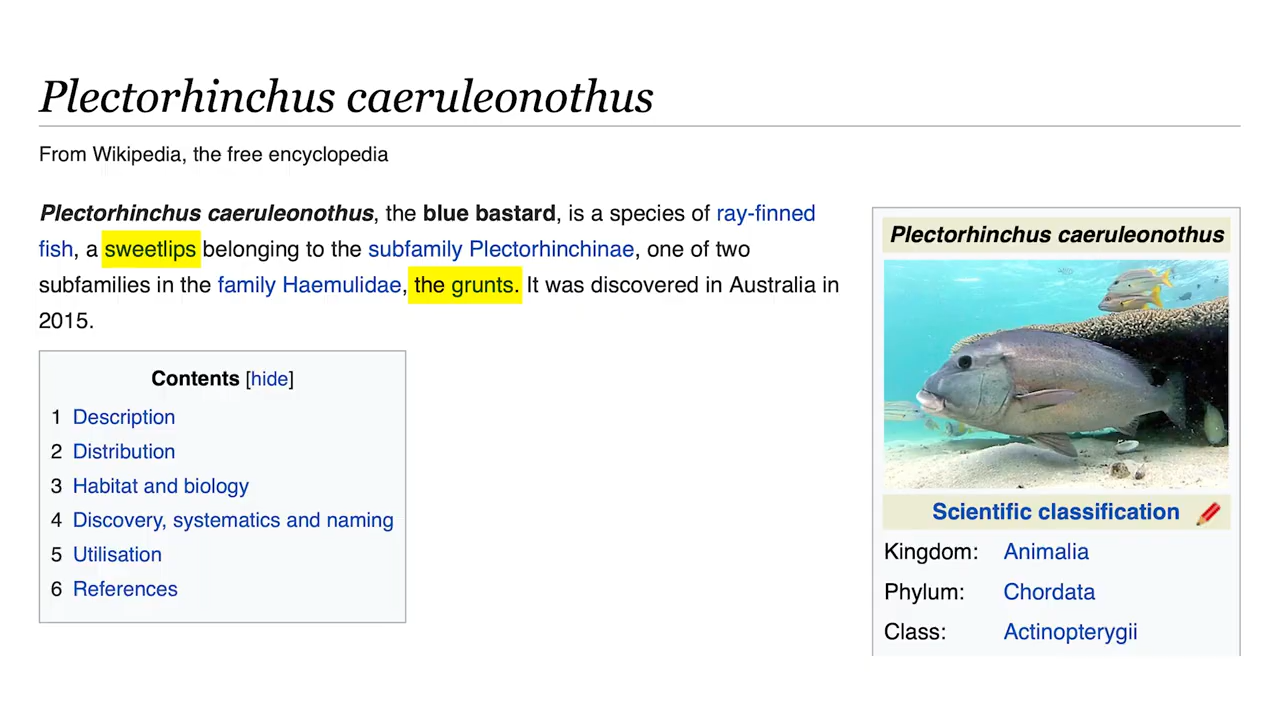 Plectorhinchus caeruleonothus
From Wikipedia, the free encyclopedia
Plectorhinchus caeruleonothus, the blue bastard, is a species of ray-finned
fish, a sweetlips belonging to the subfamily Plectorhinchinae, one of two
subfamilies in the family Haemulidae, the grunts. It was discovered in Australia in
2015.
Contents [hide]
1 Description
2 Distribution
3 Habitat and biology
4 Discovery, systematics and naming
5 Utilisation
6 References
Plectorhinchus caeruleonothus
Scientific classification
Kingdom: Animalia
Phylum: Chordata
Class: Actinopterygii